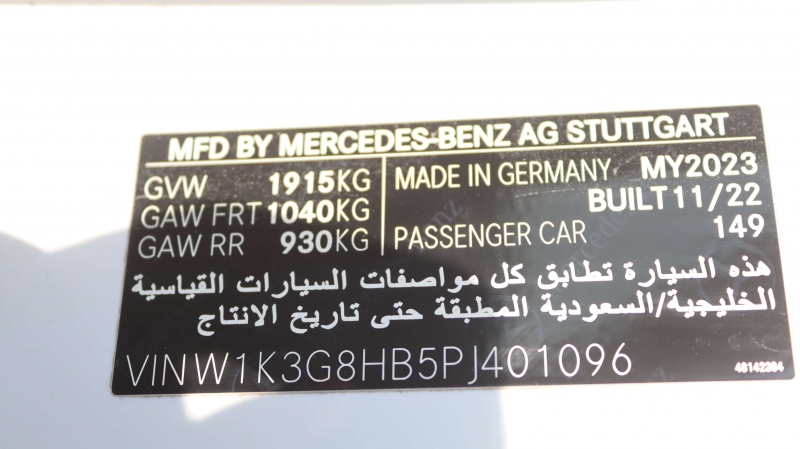 MFD BY MERCEDES-BENZ AG STUTTGART
GVW 1915KG
GAW FRT 1040KG
GAW RR 930KG
MADE IN GERMANY MY2023
BUILT 11/22
PASSENGER CAR 149
هذه السيارة تطابق كل مواصفات السيارات القياسية
الخليجية/السعودية المطبقة حتى تاريخ الانتاج
VINW1K3G8HB5PJ401096
46142384